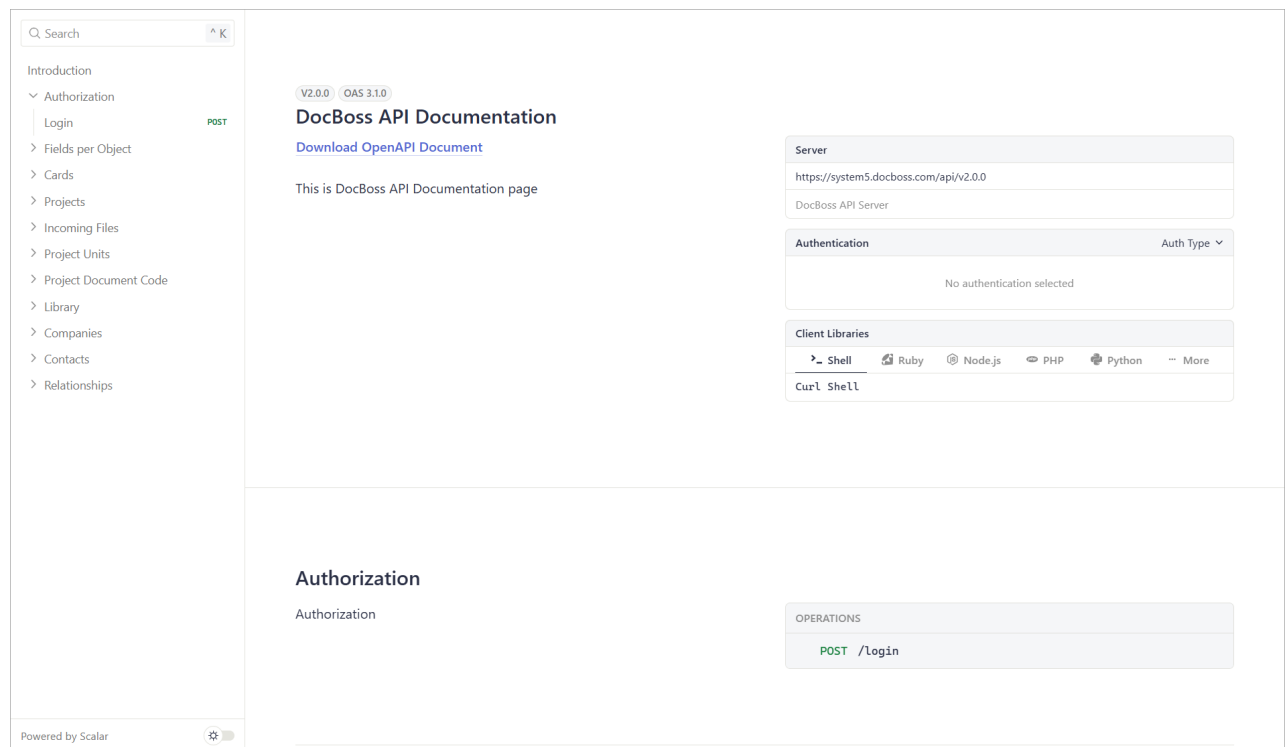 Search
^ K
Introduction
Authorization
Login POST
Fields per Object
Cards
Projects
Incoming Files
Project Units
Project Document Code
Library
Companies
Contacts
Relationships
Powered by Scalar
V2.0.0 OAS 3.1.0
DocBoss API Documentation
Download OpenAPI Document
This is DocBoss API Documentation page
Server
https://system5.docboss.com/api/v2.0.0
DocBoss API Server
Authentication Auth Type
No authentication selected
Client Libraries
Shell Ruby Node.js PHP Python ··· More
Curl Shell
Authorization
Authorization
OPERATIONS
POST /login